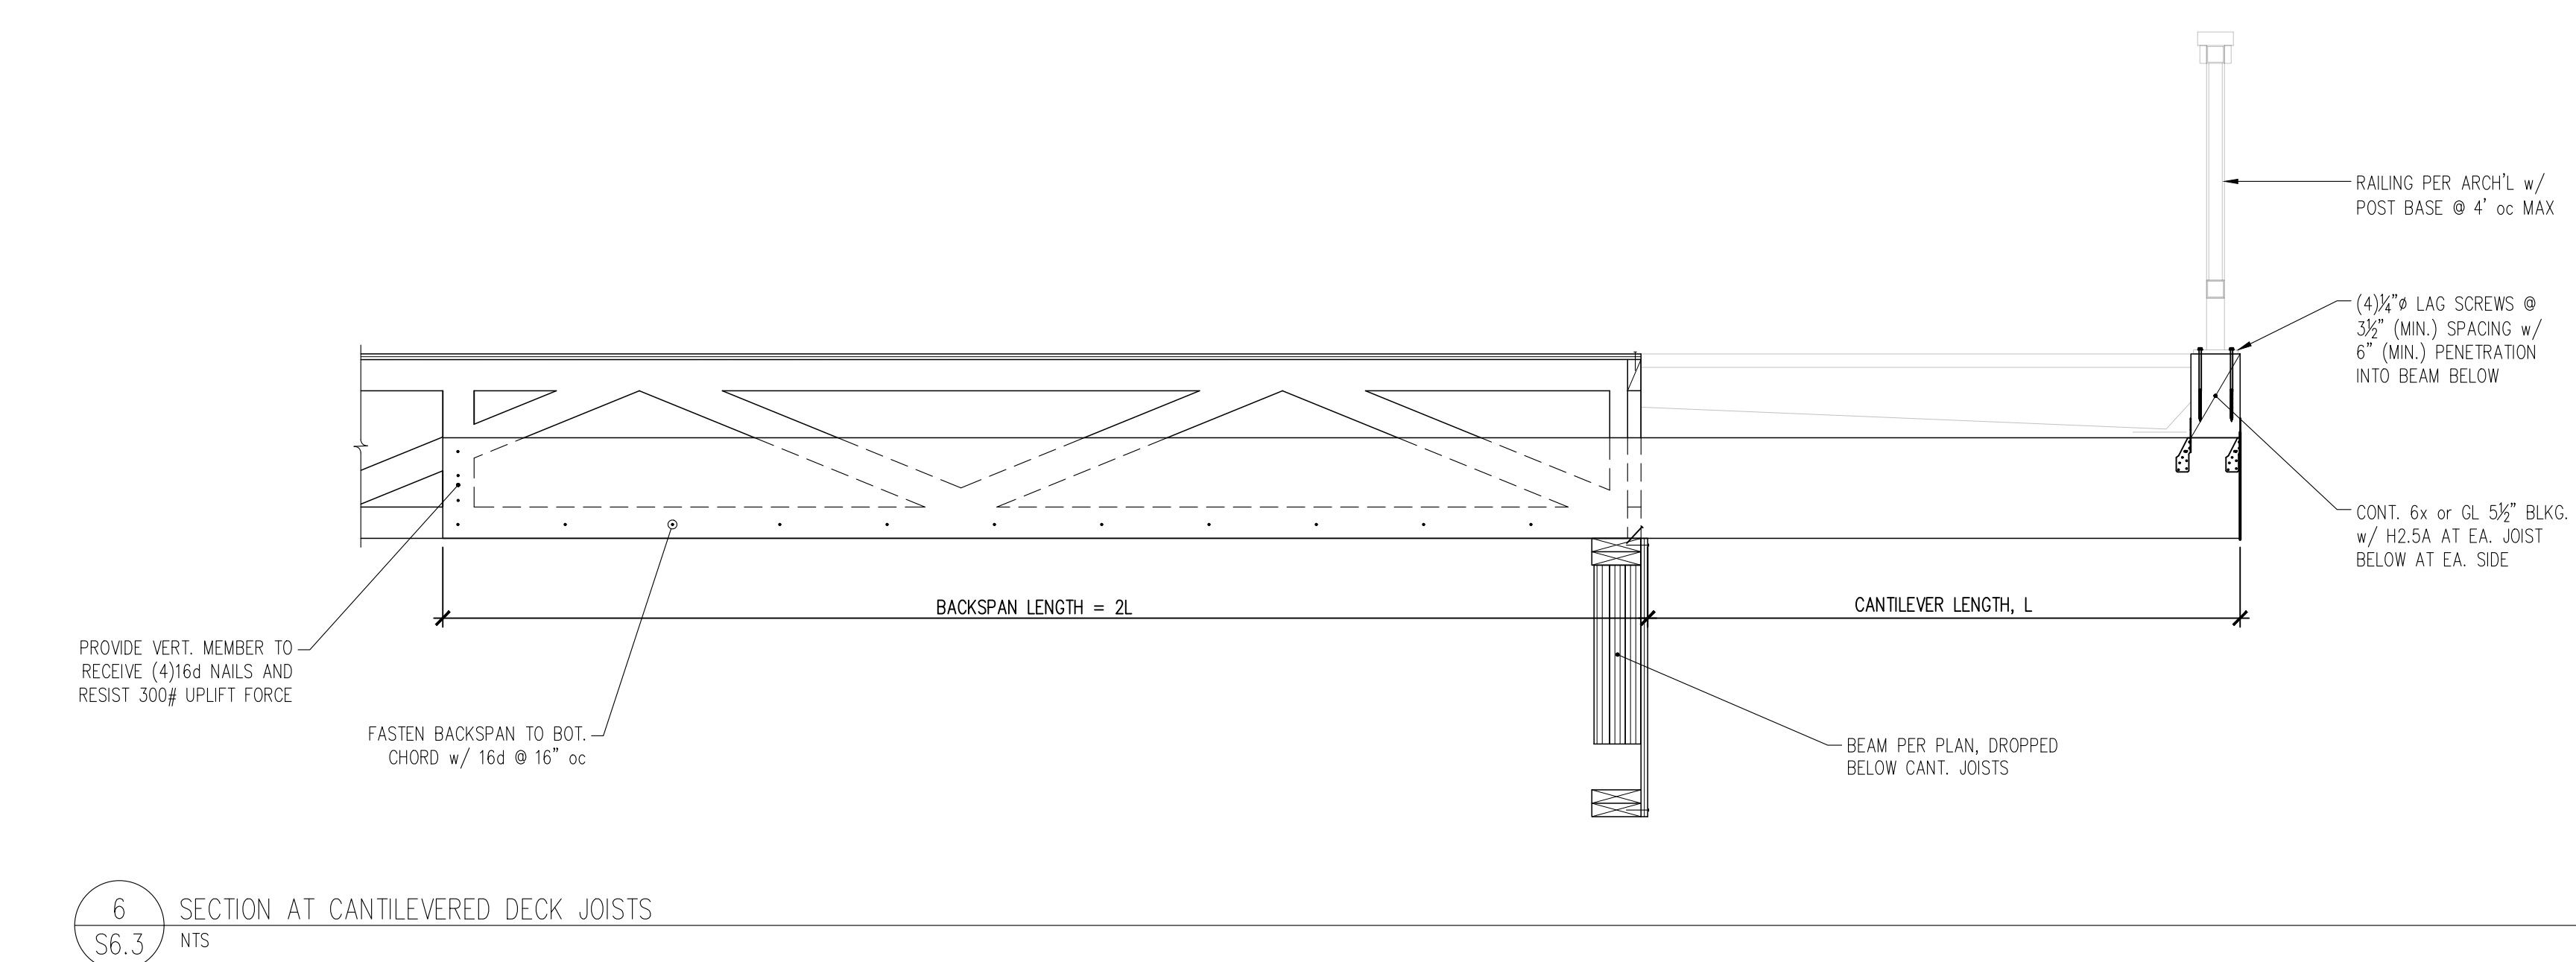 RAILING PER ARCH'L w/
POST BASE @ 4' oc MAX
(4)¼"ø LAG SCREWS @
3½" (MIN.) SPACING w/
6" (MIN.) PENETRATION
INTO BEAM BELOW
CONT. 6x or GL 5½" BLKG.
w/ H2.5A AT EA. JOIST
BELOW AT EA. SIDE
BACKSPAN LENGTH = 2L
CANTILEVER LENGTH, L
PROVIDE VERT. MEMBER TO
RECEIVE (4)16d NAILS AND
RESIST 300# UPLIFT FORCE
FASTEN BACKSPAN TO BOT.
CHORD w/ 16d @ 16" oc
BEAM PER PLAN, DROPPED
BELOW CANT. JOISTS
6
S6.3
SECTION AT CANTILEVERED DECK JOISTS
NTS